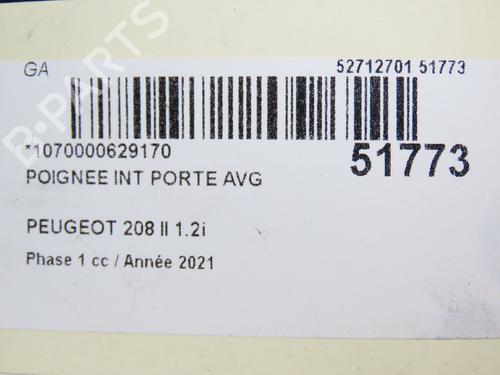 GA 52712701 51773
*1070000629170 51773
POIGNEE INT PORTE AVG
PEUGEOT 208 II 1.2i
Phase 1 cc / Année 2021
B-PARTS